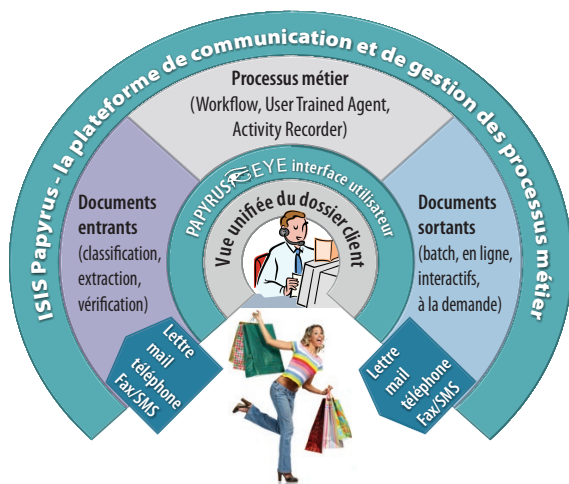 ISIS Papyrus - la plateforme de communication et de gestion des processus métier
Processus métier
(Workflow, User Trained Agent,
Activity Recorder)
PAPYRUS EYE interface utilisateur
Vue unifiée du dossier client
Documents
entrants
(classification,
extraction,
vérification)
Documents
sortants
(batch, en ligne,
interactifs,
à la demande)
Lettre
mail
téléphone
Fax/SMS
Lettre
mail
téléphone
Fax/SMS